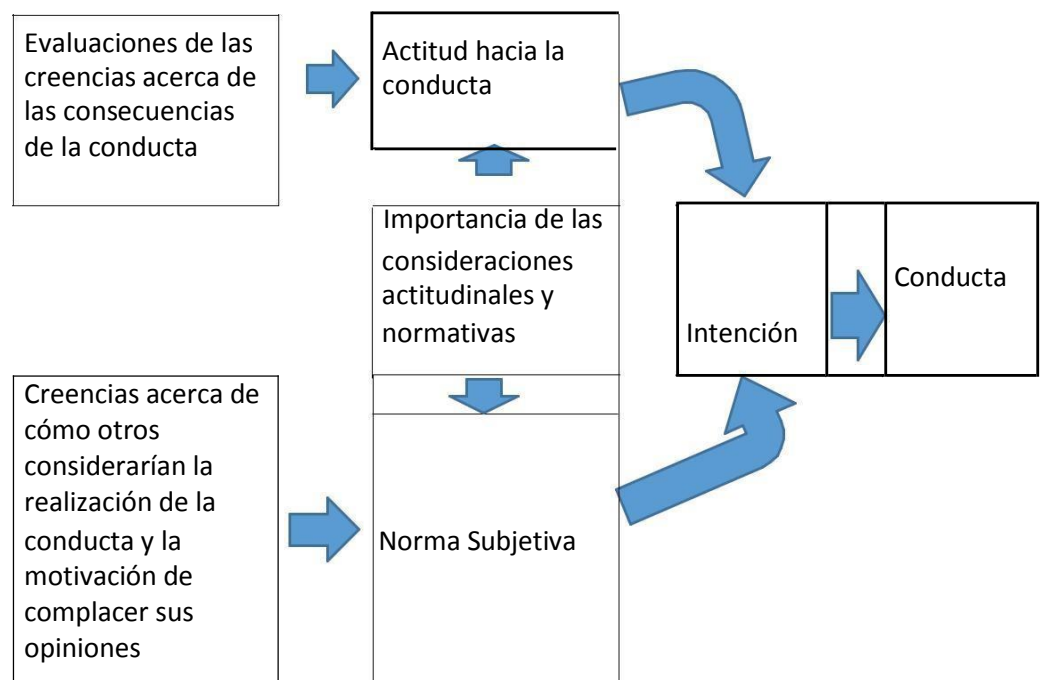 Evaluaciones de las
creencias acerca de
las consecuencias
de la conducta
Actitud hacia la
conducta
Importancia de las
consideraciones
actitudinales y
normativas
Intención
Conducta
Creencias acerca de
cómo otros
considerarían la
realización de la
conducta y la
motivación de
complacer sus
opiniones
Norma Subjetiva